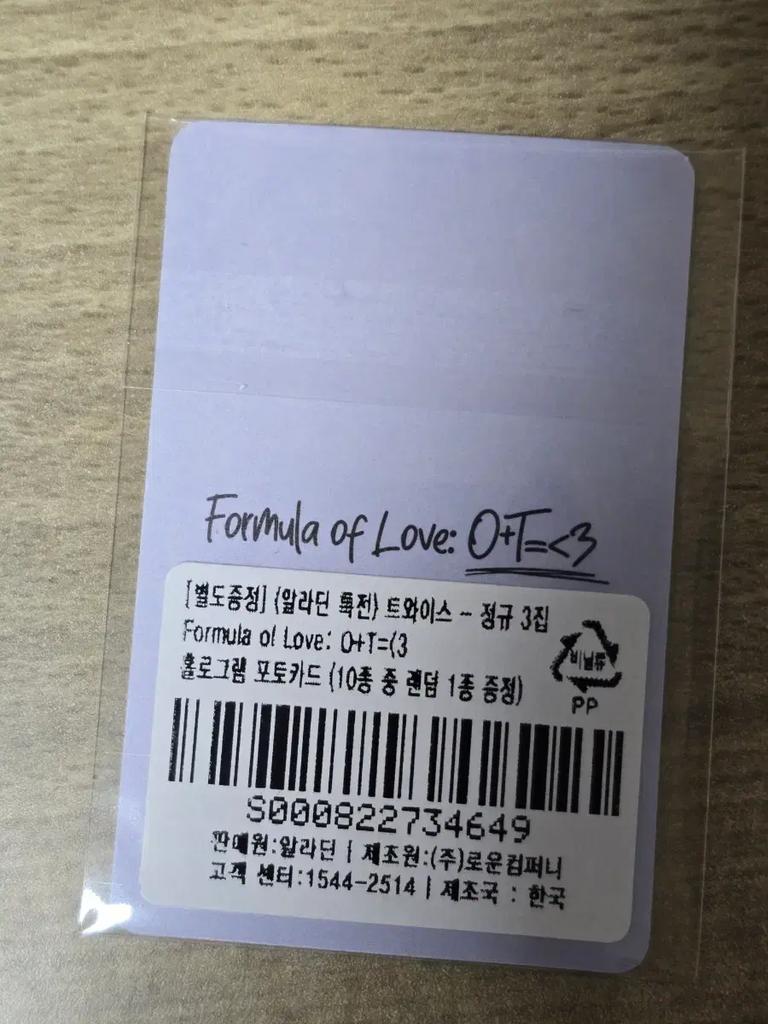 Formula of Love: O+T=<3
[별도증정] (알라딘 특전) 트와이스 - 정규 3집
Formula of Love: O+T=(3
홀로그램 포토카드 (10종 중 랜덤 1종 증정)
비닐류
PP
S000822734649
판매원:알라딘 | 제조원:(주)로운컴퍼니
고객 센터:1544-2514 | 제조국 : 한국